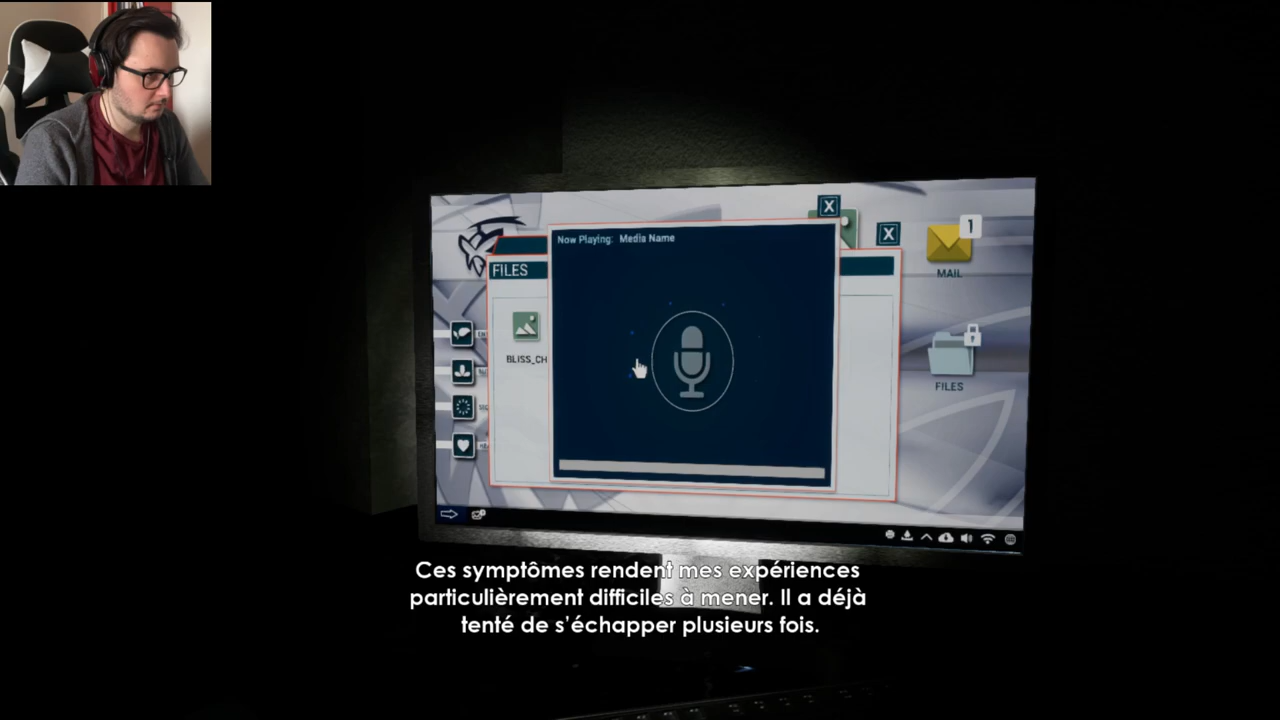 Now Playing: Media Name
1
FILES
MAIL
BLISS_CH
FILES
Ces symptômes rendent mes expériences
particulièrement difficiles à mener. Il a déjà
tenté de s'échapper plusieurs fois.